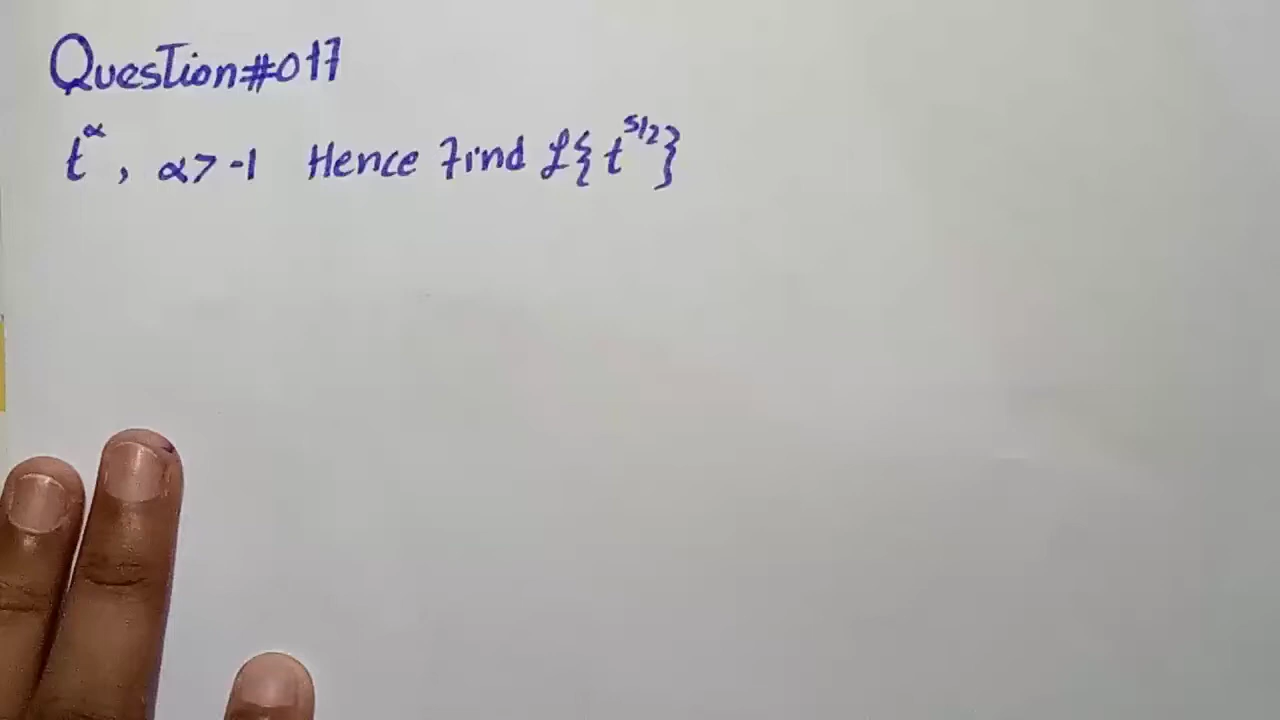 Question#017
t^α, α > -1 Hence Find ℒ{t^5/2}